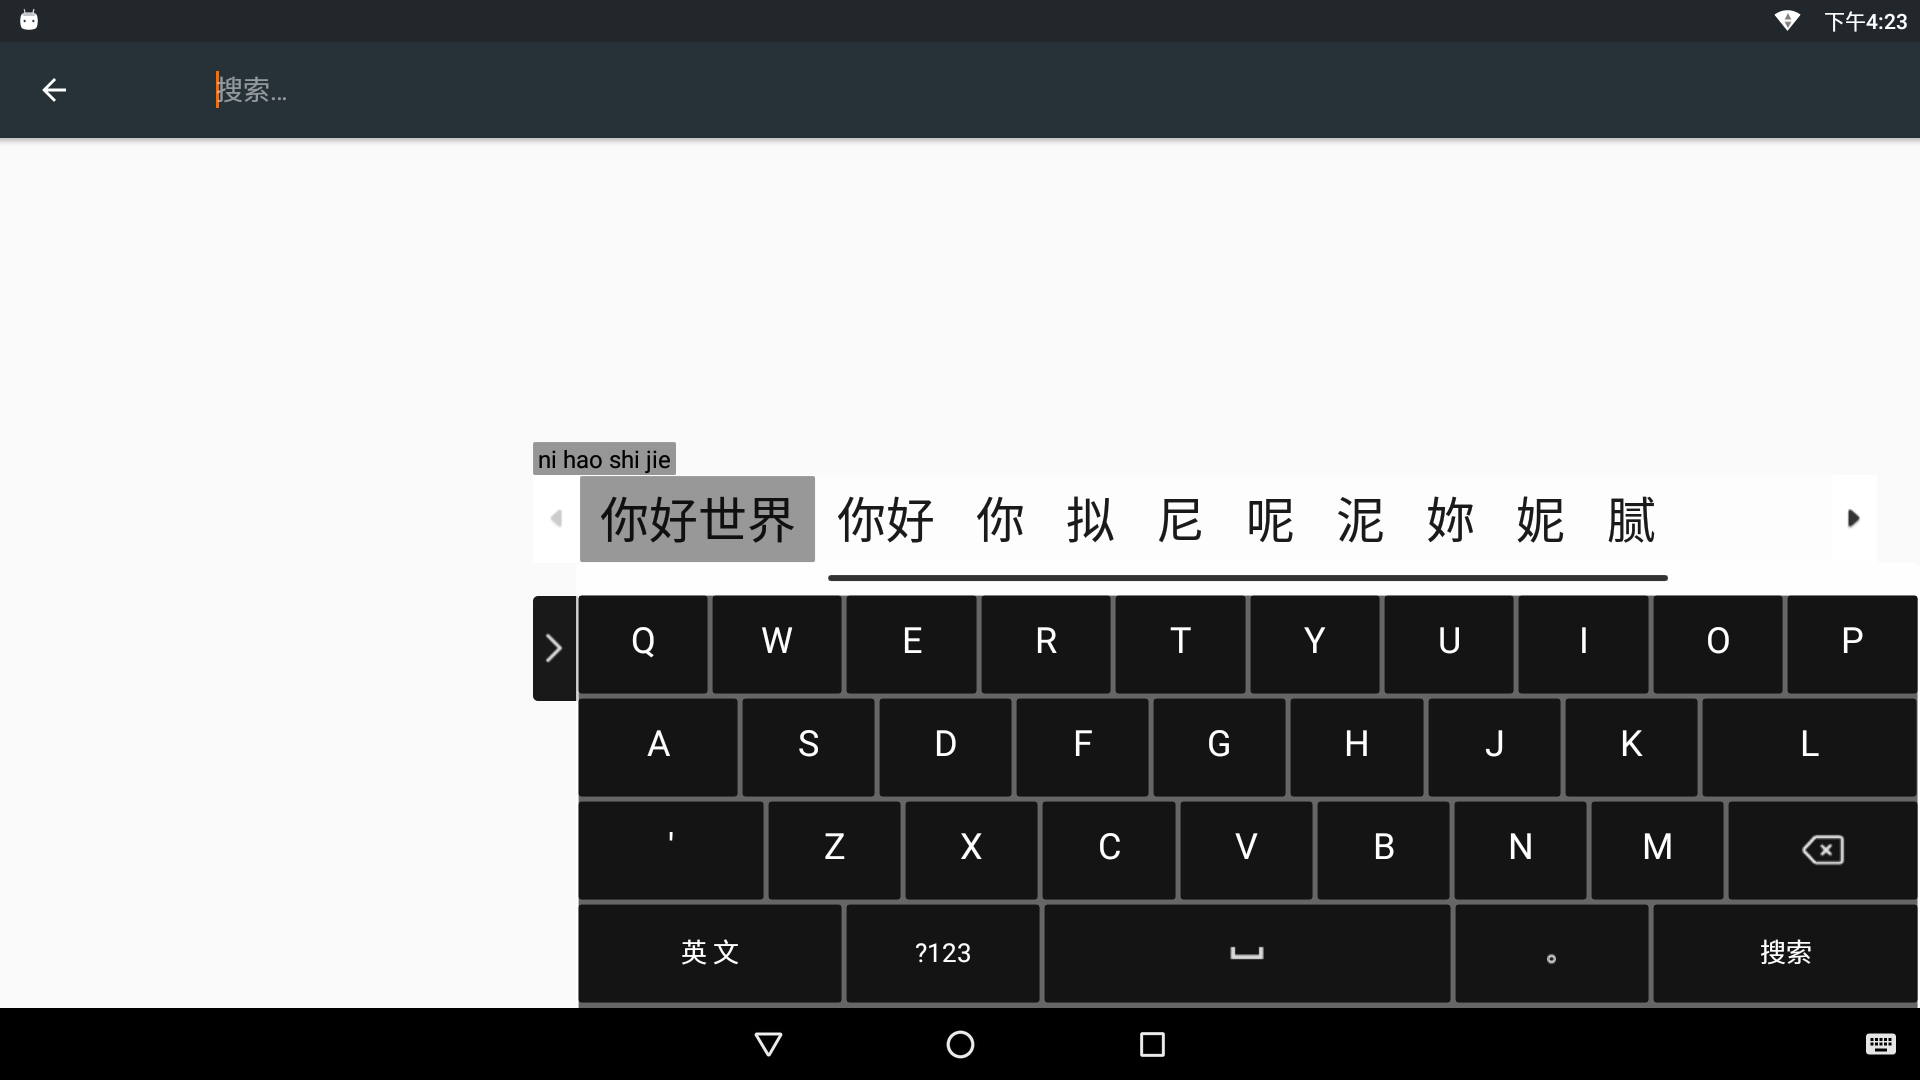 下午4:23
搜索...
ni hao shi jie
你好世界 你好 你 拟 尼 呢 泥 妳 妮 腻
Q W E R T Y U I O P
A S D F G H J K L
' Z X C V B N M
英文 ?123 。 搜索